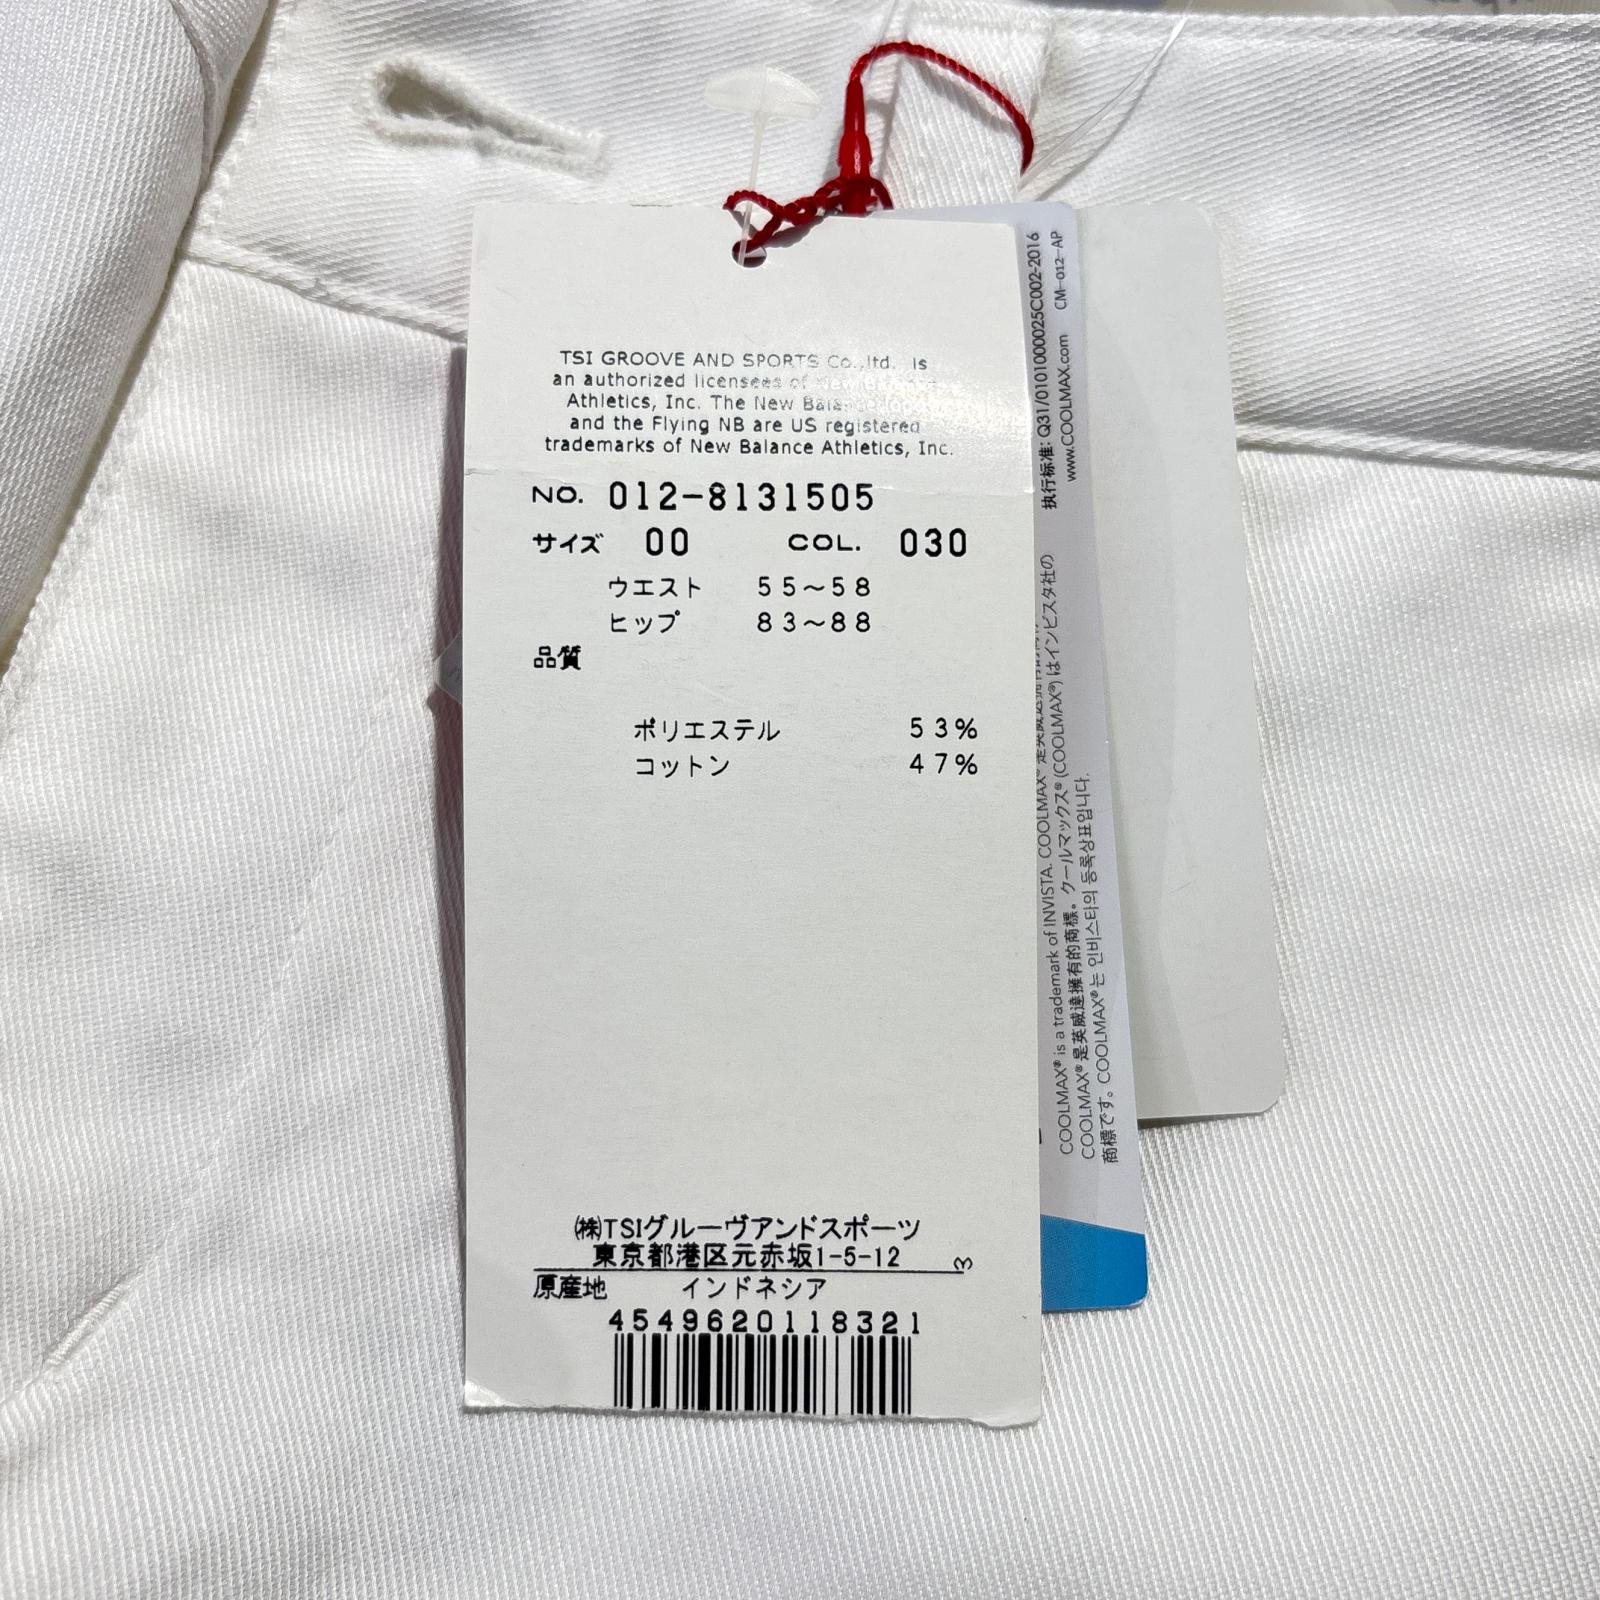 TSI GROOVE AND SPORTS Co.,ltd. is
an authorized licensees of New Balance
Athletics, Inc. The New Balance
and the Flying NB are US registered
trademarks of New Balance Athletics, Inc.
NO. 012-8131505
サイズ 00 COL. 030
ウエスト 55～58
ヒップ 83～88
品質
ポリエステル 53%
コットン 47%
㈱TSIグルーヴアンドスポーツ
東京都港区元赤坂1-5-12 3
原産地 インドネシア
4549620118321
执行标准: Q31/0101000025C002-2016
www.COOLMAX.com CM-012-AP
COOLMAX® is a trademark of INVISTA. COOLMAX®
COOLMAX® 是英威達擁有的商標。クールマックス® (COOLMAX®) はインビスタ社の
商標です。COOLMAX®는 인비스타의 등록상표입니다.